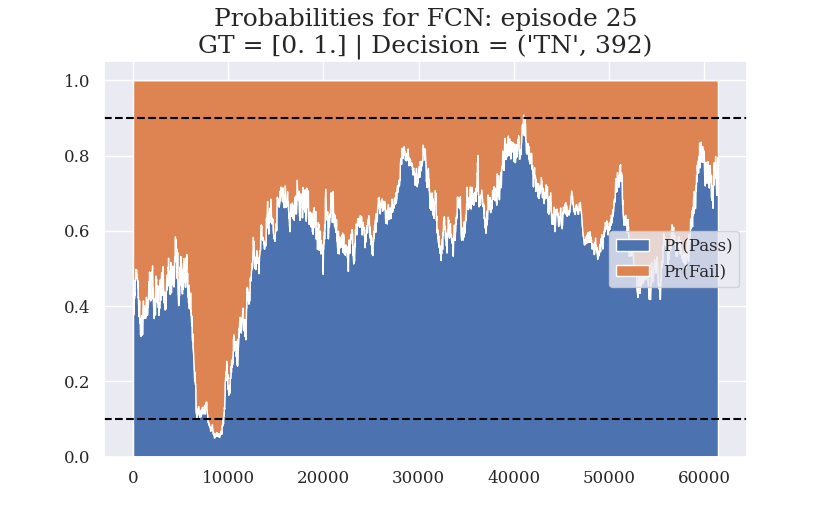 Probabilities for FCN: episode 25
GT = [0. 1.] | Decision = ('TN', 392)
1.0
0.8
0.6
0.4
0.2
0.0
Pr(Pass)
Pr(Fail)
0 10000 20000 30000 40000 50000 60000